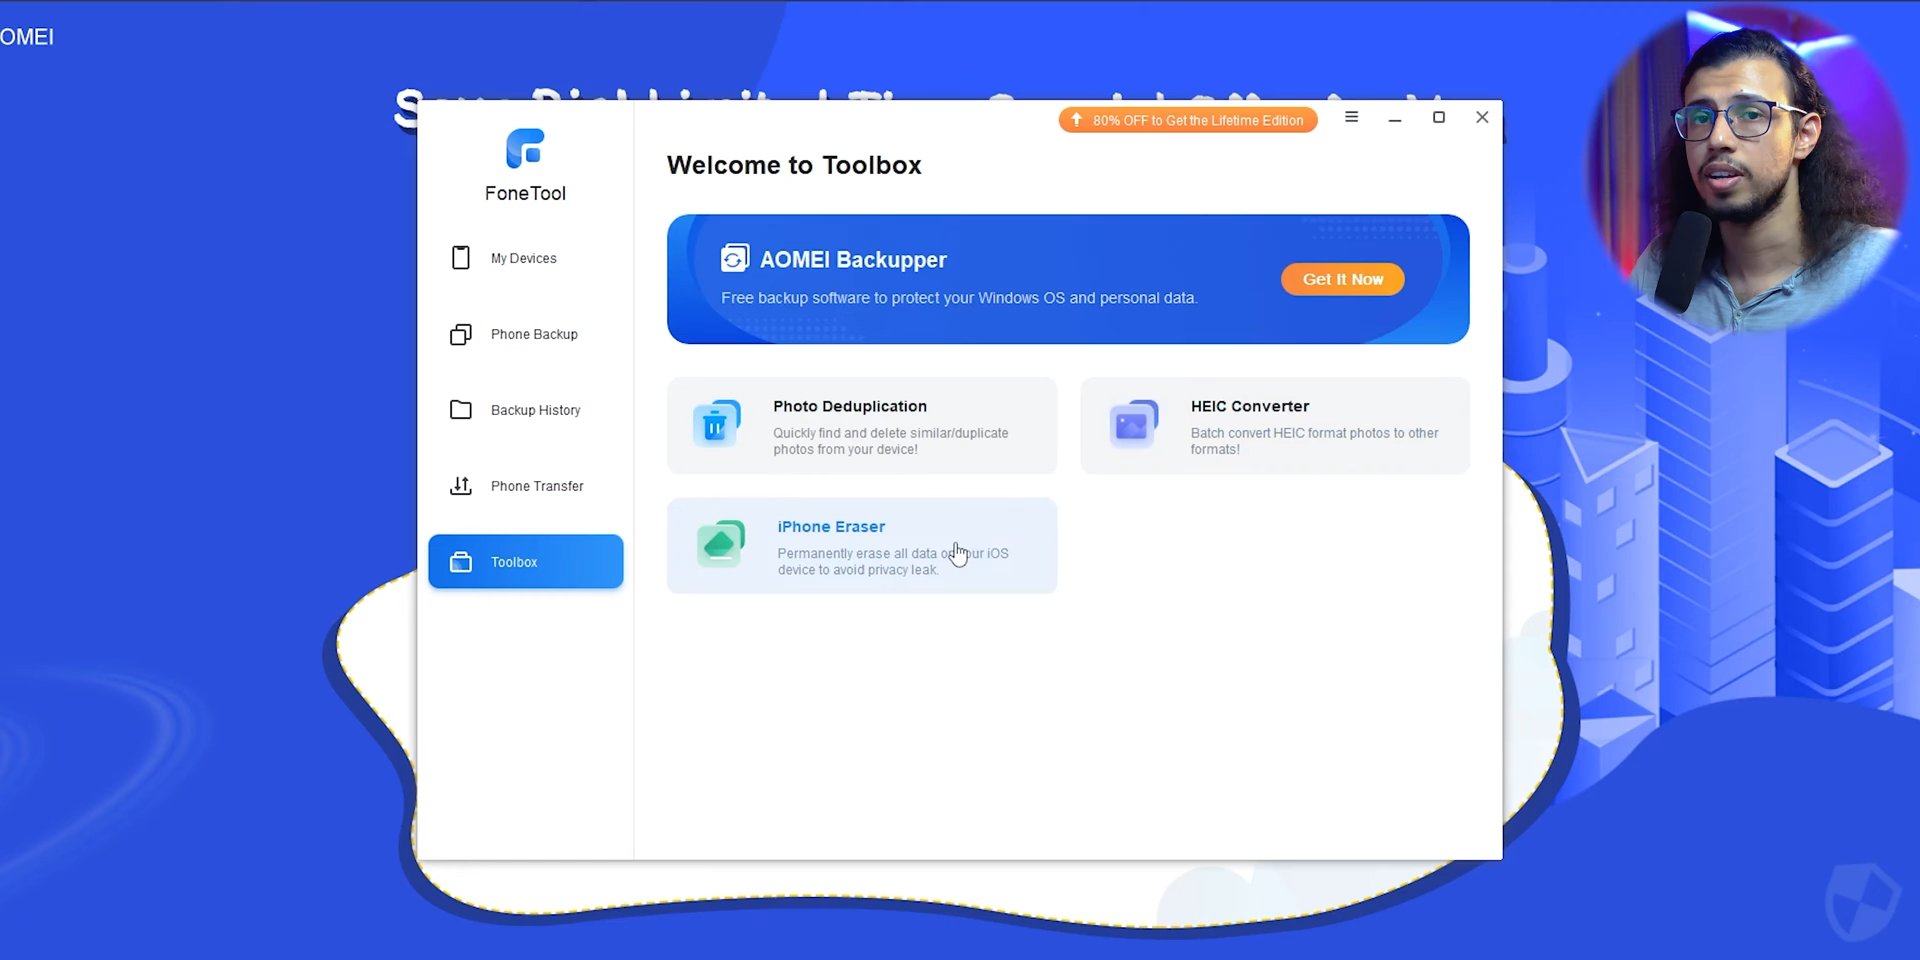 OMEI
80% OFF to Get the Lifetime Edition
FoneTool
Welcome to Toolbox
AOMEI Backupper
Free backup software to protect your Windows OS and personal data.
Get It Now
My Devices
Phone Backup
Backup History
Phone Transfer
Toolbox
Photo Deduplication
Quickly find and delete similar/duplicate
photos from your device!
HEIC Converter
Batch convert HEIC format photos to other
formats!
iPhone Eraser
Permanently erase all data on your iOS
device to avoid privacy leak.